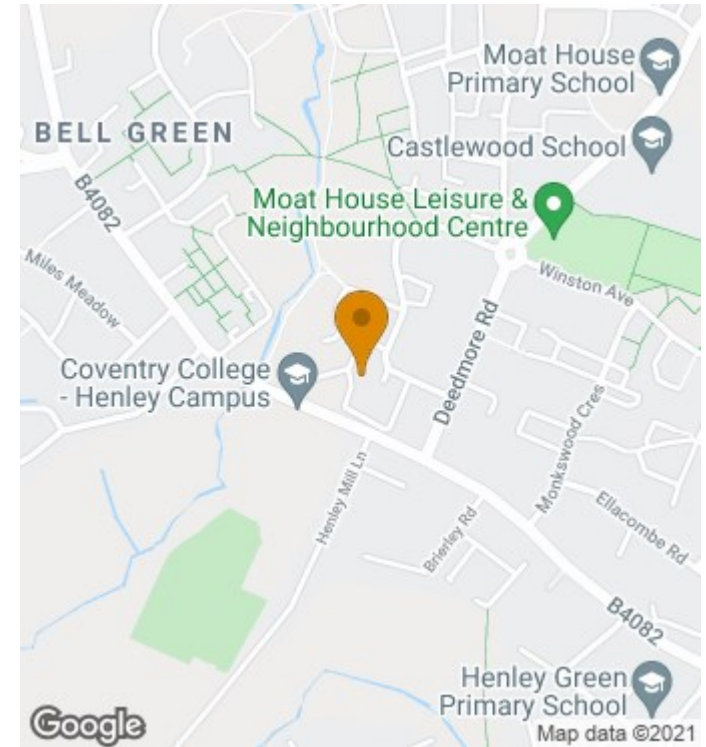 Moat House
Primary School
BELL GREEN
Castlewood School
B4082
Moat House Leisure &
Neighbourhood Centre
Miles Meadow
Winston Ave
Deedmore Rd
Coventry College
- Henley Campus
Monkswood Cres
Henley Mill Ln
Ellacombe Rd
Brierley Rd
B4082
Henley Green
Primary School
Google
Map data ©2021